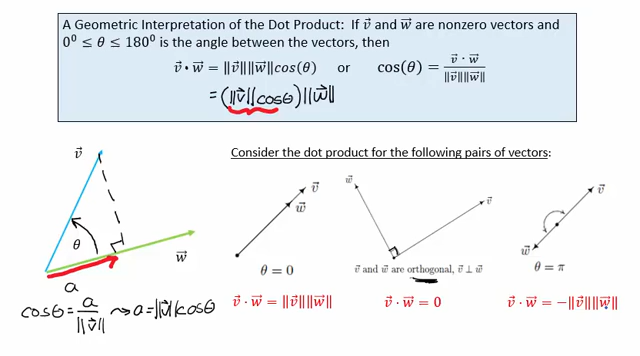 A Geometric Interpretation of the Dot Product: If v⃗ and w⃗ are nonzero vectors and
0⁰ ≤ θ ≤ 180⁰ is the angle between the vectors, then
v⃗ • w⃗ = ‖v⃗‖‖w⃗‖cos(θ) or cos(θ) = (v⃗ • w⃗)/(‖v⃗‖‖w⃗‖)
= (‖v⃗‖cosθ)‖w⃗‖
v⃗
θ
w⃗
a
cosθ = a/‖v⃗‖ ⇝ a = ‖v⃗‖cosθ
Consider the dot product for the following pairs of vectors:
v⃗
w⃗
θ = 0
v⃗ · w⃗ = ‖v⃗‖‖w⃗‖
w⃗
v⃗
v⃗ and w⃗ are orthogonal, v⃗ ⊥ w⃗
v⃗ · w⃗ = 0
v⃗
w⃗
θ = π
v⃗ · w⃗ = −‖v⃗‖‖w⃗‖